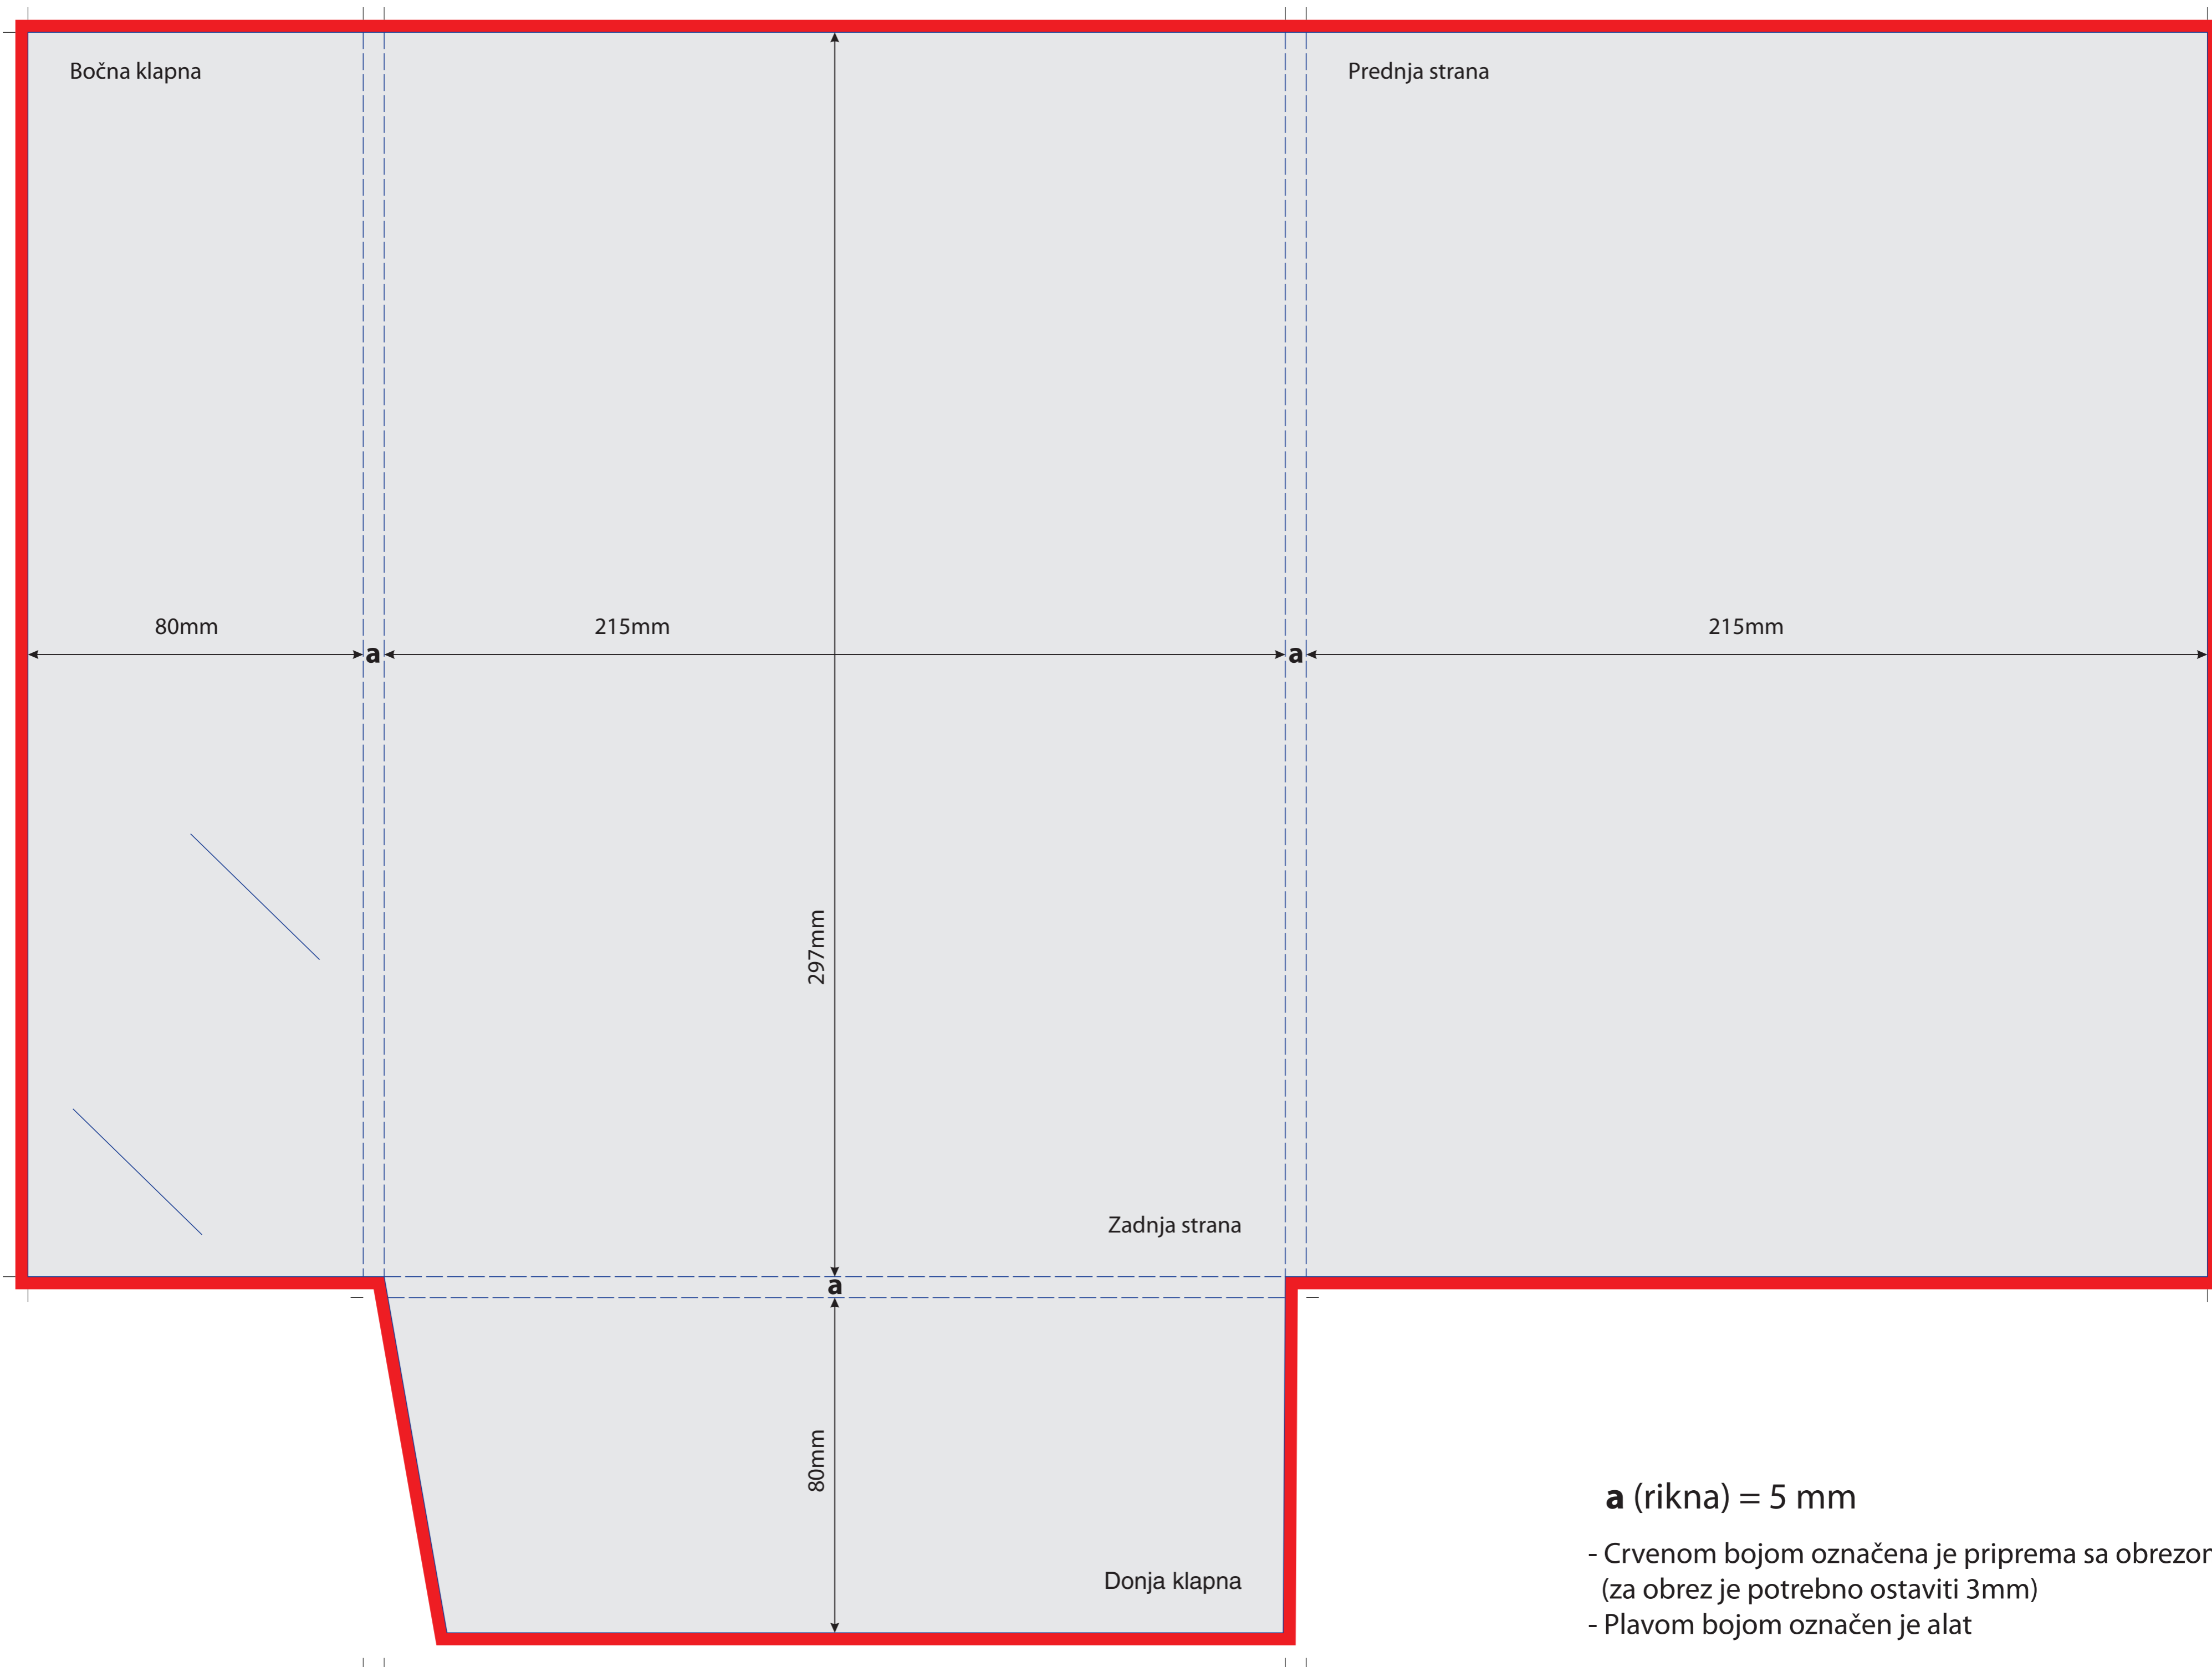 Bočna klapna
Prednja strana
80mm
215mm
215mm
a
a
297mm
Zadnja strana
a
80mm
Donja klapna
a (rikna) = 5 mm
- Crvenom bojom označena je priprema sa
(za obrez je potrebno ostaviti 3mm)
- Plavom bojom označen je alat